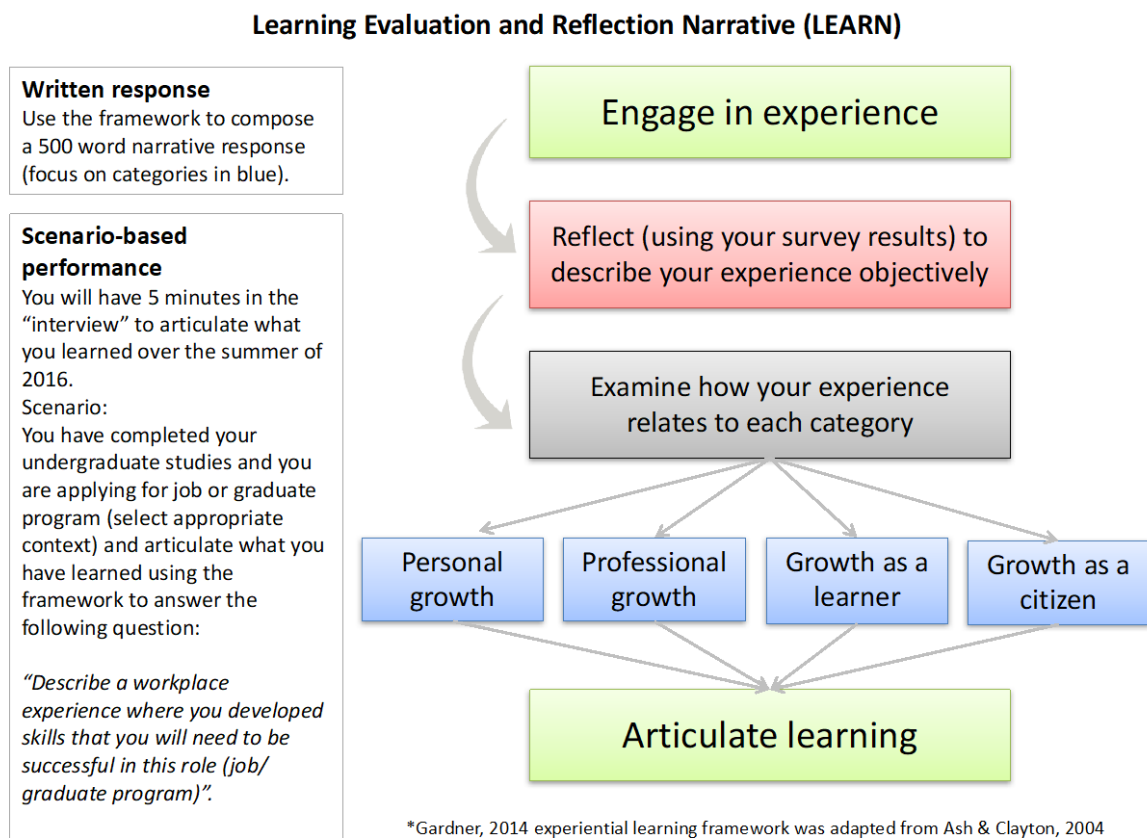 Learning Evaluation and Reflection Narrative (LEARN)
Written response
Use the framework to compose
a 500 word narrative response
(focus on categories in blue).
Scenario-based
performance
You will have 5 minutes in the
“interview” to articulate what
you learned over the summer of
2016.
Scenario:
You have completed your
undergraduate studies and you
are applying for job or graduate
program (select appropriate
context) and articulate what you
have learned using the
framework to answer the
following question:
“Describe a workplace
experience where you developed
skills that you will need to be
successful in this role (job/
graduate program)”.
Engage in experience
Reflect (using your survey results) to
describe your experience objectively
Examine how your experience
relates to each category
Personal
growth
Professional
growth
Growth as a
learner
Growth as a
citizen
Articulate learning
*Gardner, 2014 experiential learning framework was adapted from Ash & Clayton, 2004